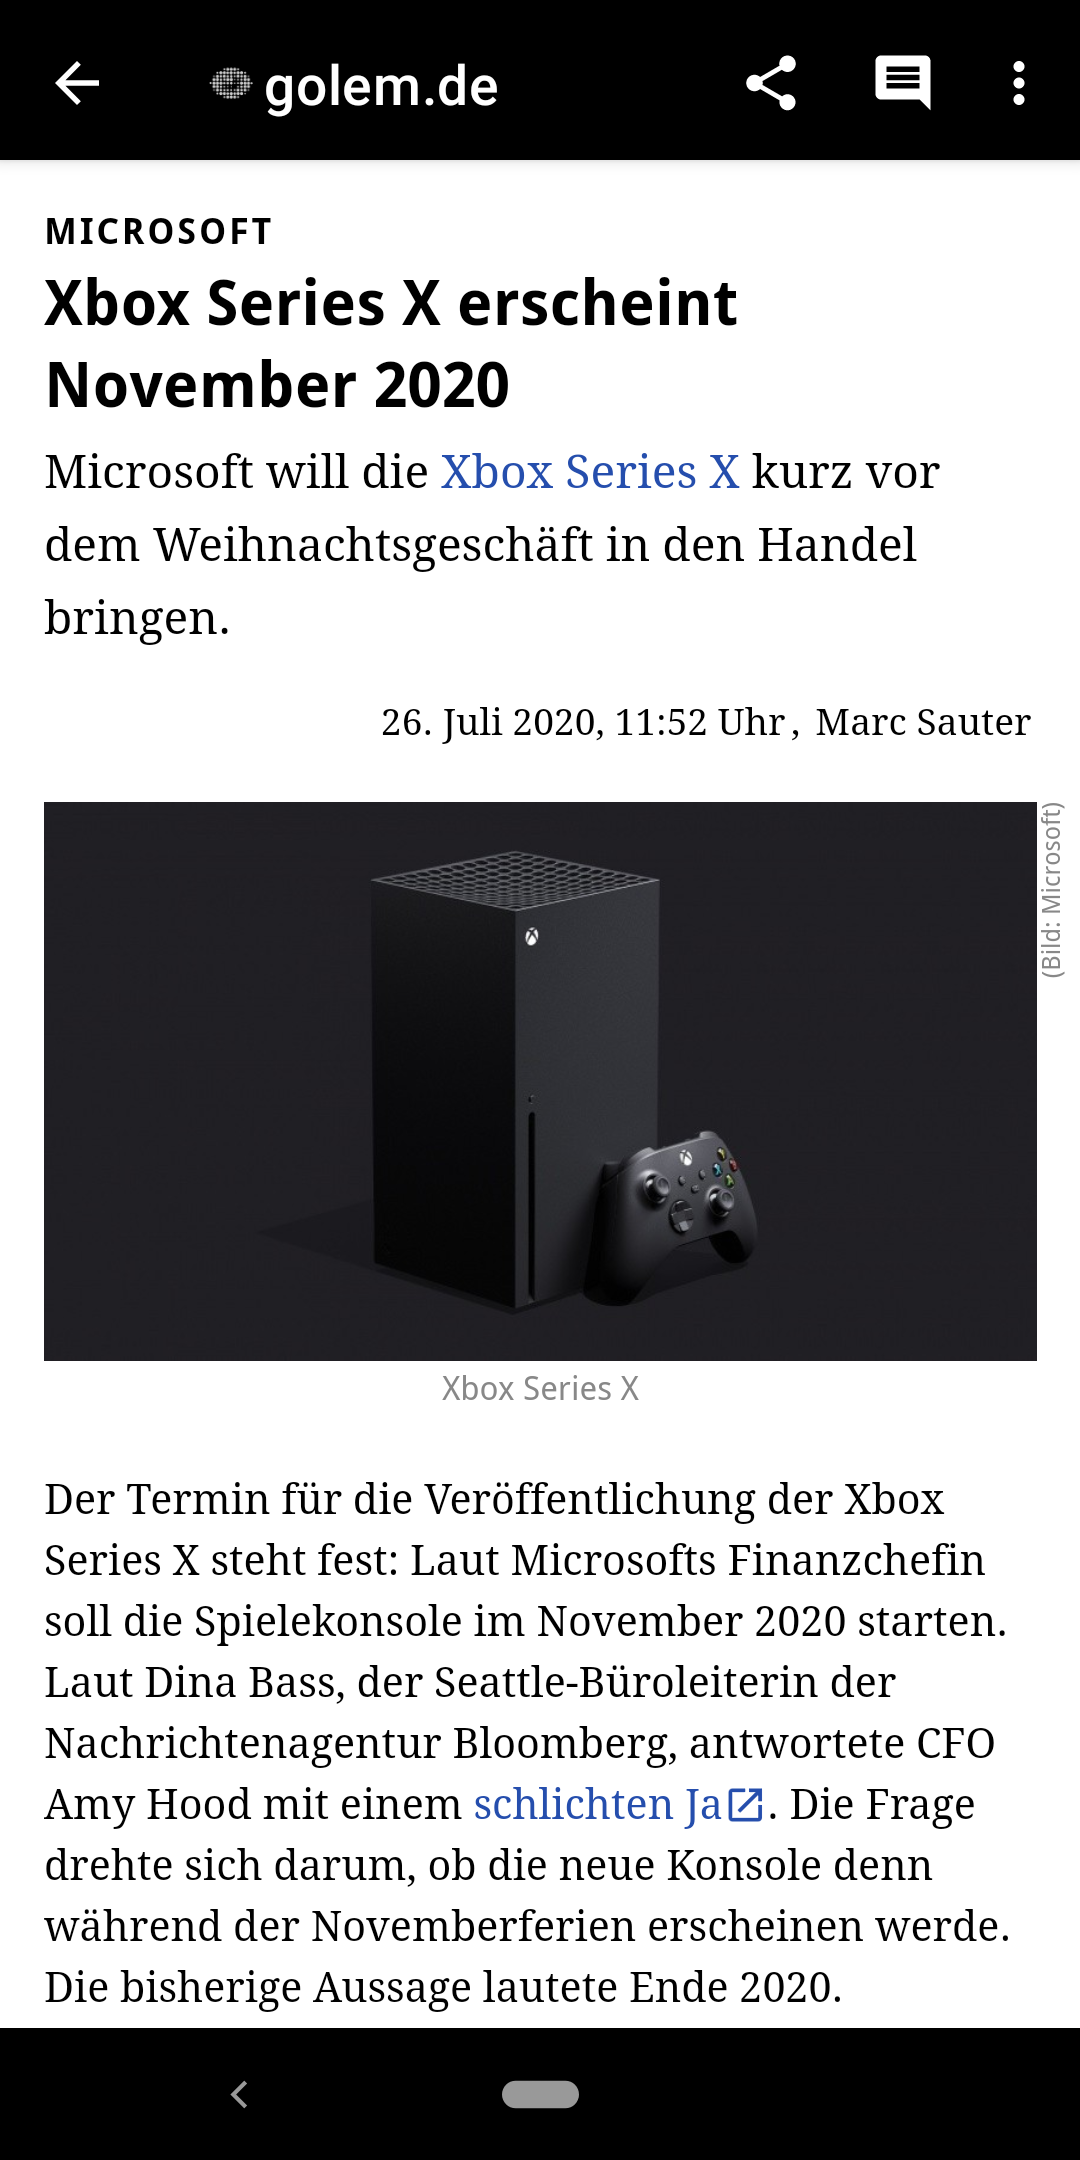 golem.de
MICROSOFT
Xbox Series X erscheint
November 2020
Microsoft will die Xbox Series X kurz vor
dem Weihnachtsgeschäft in den Handel
bringen.
26. Juli 2020, 11:52 Uhr, Marc Sauter
(Bild: Microsoft)
Xbox Series X
Der Termin für die Veröffentlichung der Xbox
Series X steht fest: Laut Microsofts Finanzchefin
soll die Spielekonsole im November 2020 starten.
Laut Dina Bass, der Seattle-Büroleiterin der
Nachrichtenagentur Bloomberg, antwortete CFO
Amy Hood mit einem schlichten Ja. Die Frage
drehte sich darum, ob die neue Konsole denn
während der Novemberferien erscheinen werde.
Die bisherige Aussage lautete Ende 2020.